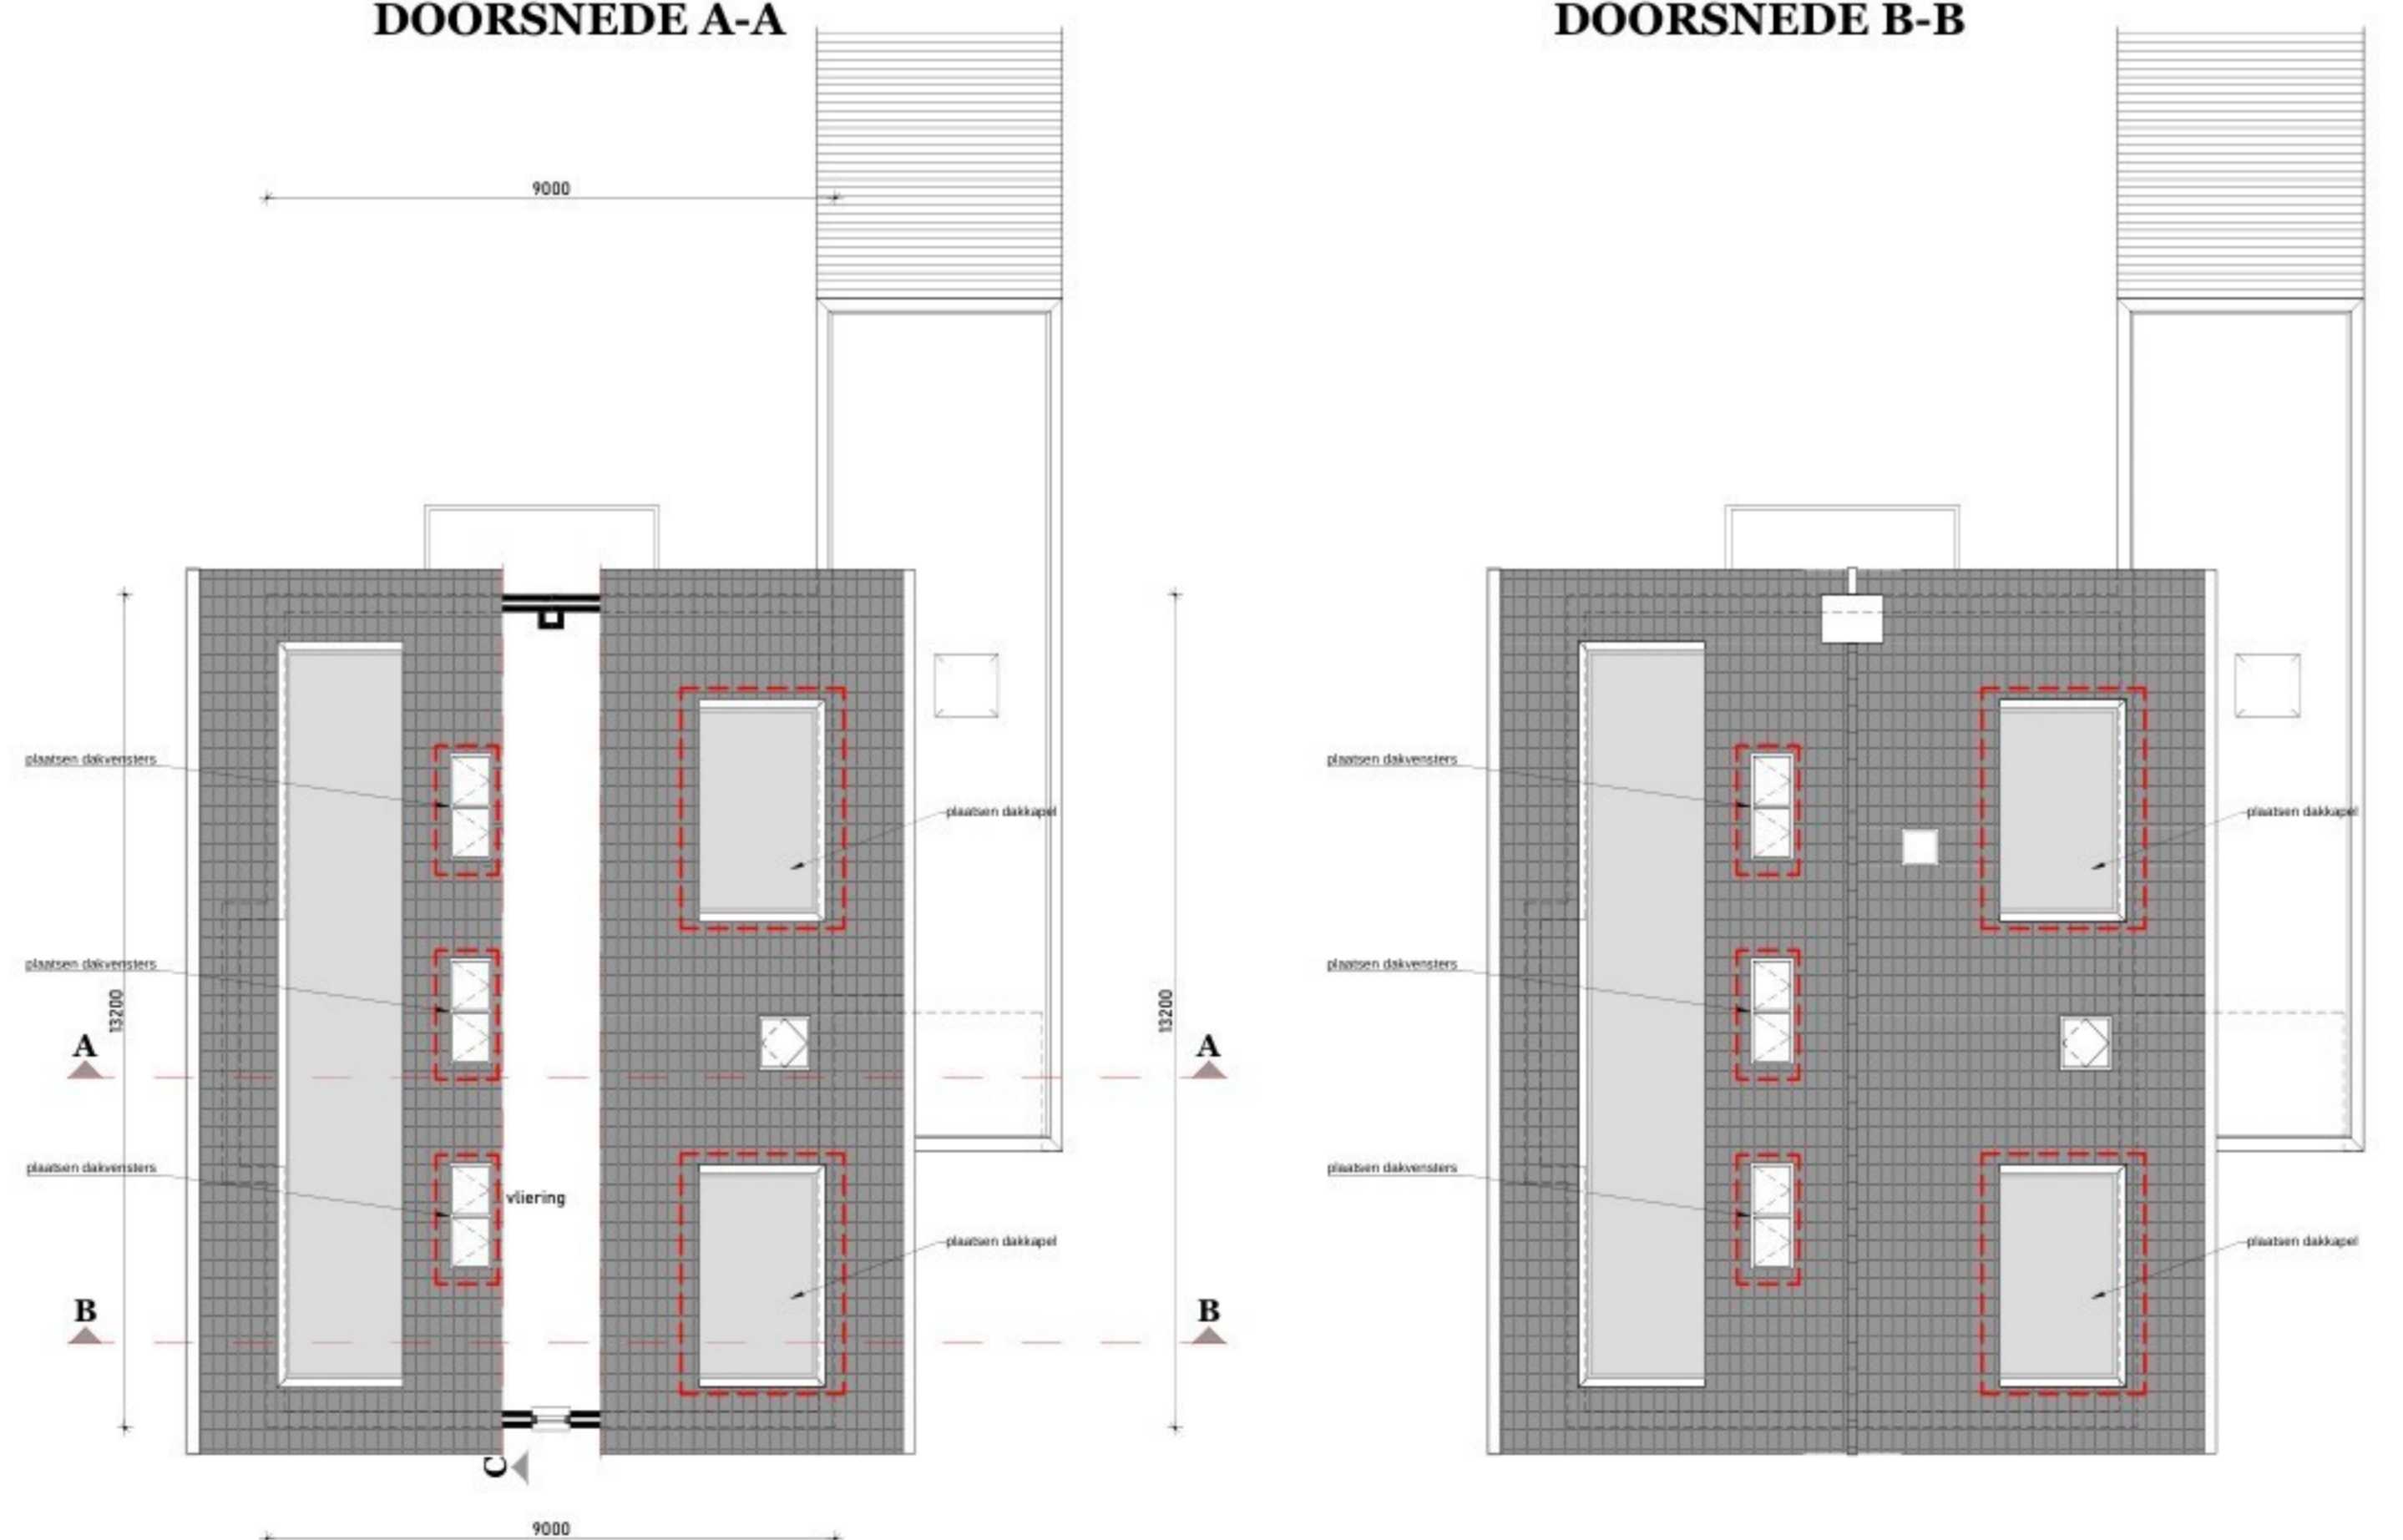 DOORSNEDE A-A
DOORSNEDE B-B
9000
plaatsen dakvensters
plaatsen dakkapel
plaatsen dakvensters
plaatsen dakkapel
plaatsen dakvensters
plaatsen dakvensters
13200
13200
A
A
plaatsen dakvensters
vliering
plaatsen dakvensters
plaatsen dakkapel
plaatsen dakkapel
B
B
C
9000